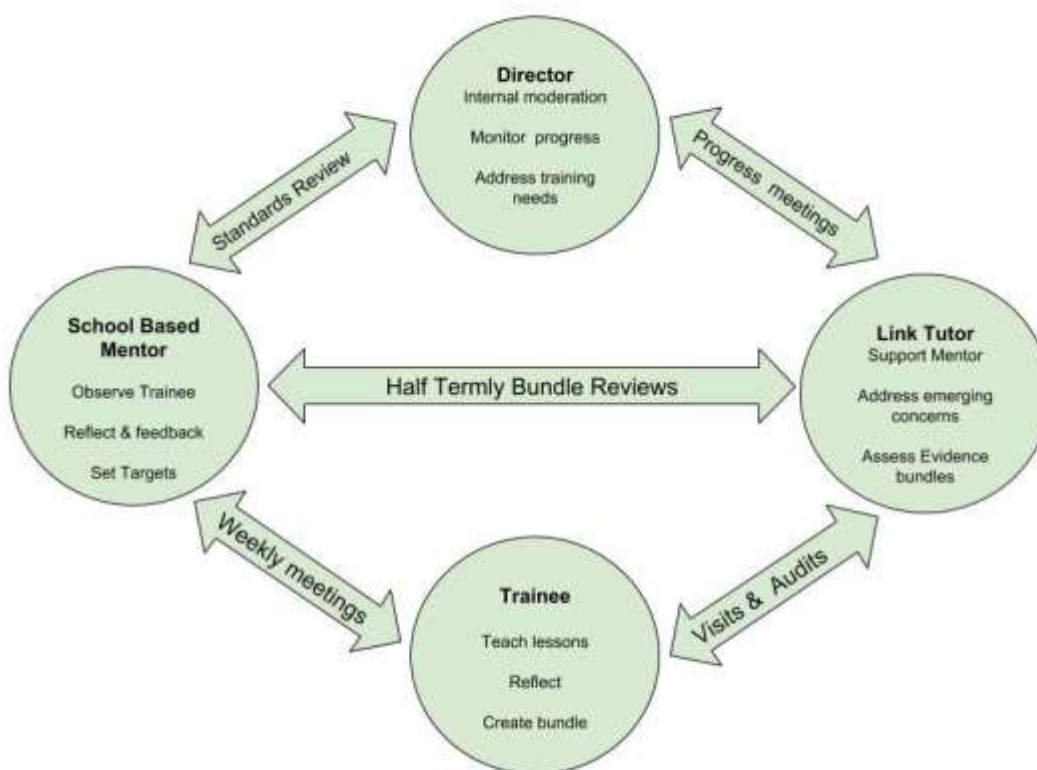 Director
Internal moderation
Monitor progress
Address training
needs
Standards Review
Progress meetings
School Based
Mentor
Observe Trainee
Reflect & feedback
Set Targets
Half Termly Bundle Reviews
Link Tutor
Support Mentor
Address emerging
concerns
Assess Evidence
bundles
Weekly meetings
Visits & Audits
Trainee
Teach lessons
Reflect
Create bundle